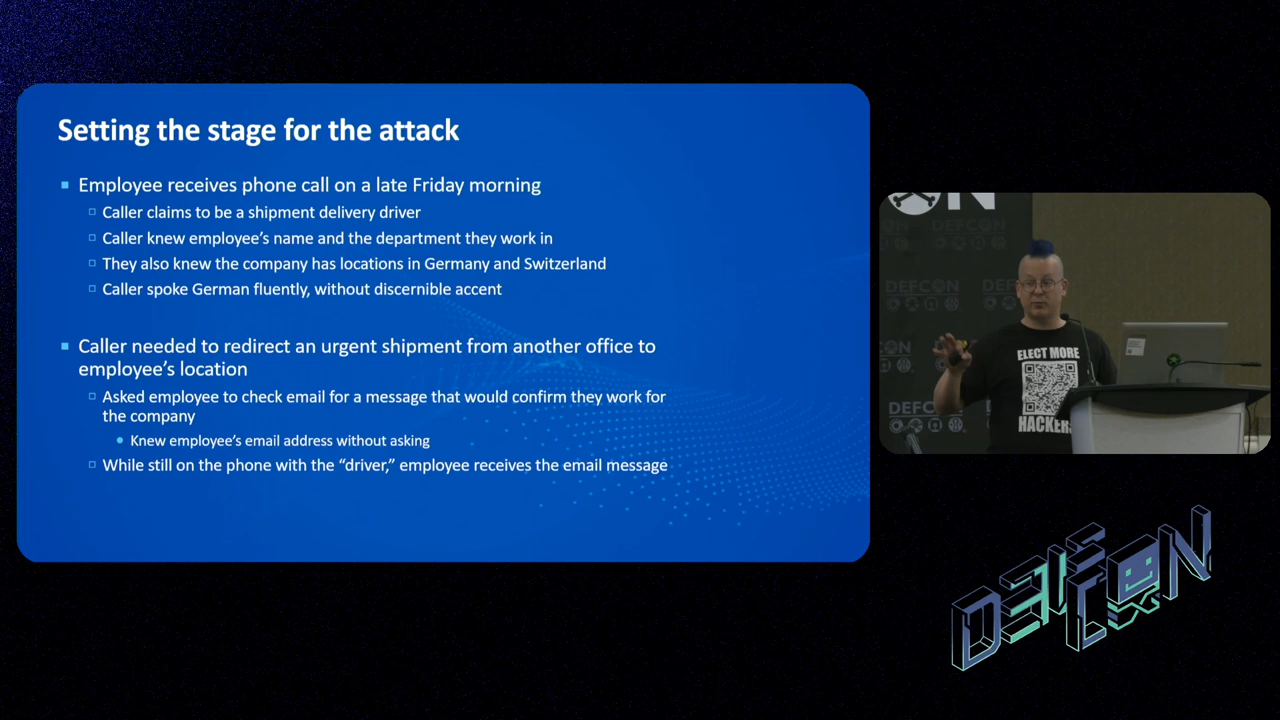 Setting the stage for the attack
Employee receives phone call on a late Friday morning
Caller claims to be a shipment delivery driver
Caller knew employee's name and the department they work in
They also knew the company has locations in Germany and Switzerland
Caller spoke German fluently, without discernible accent
Caller needed to redirect an urgent shipment from another office to
employee's location
Asked employee to check email for a message that would confirm they work for
the company
Knew employee's email address without asking
While still on the phone with the “driver,” employee receives the email message
DEFCON
DEFCON
ELECT MORE
HACKERS
DEFCON